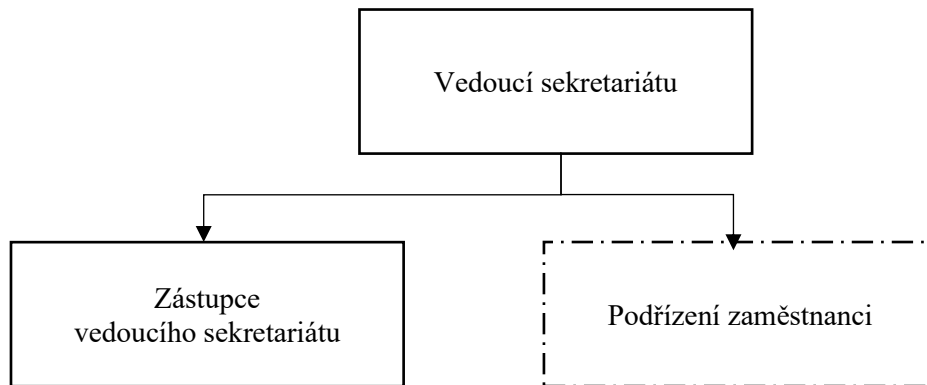 Vedoucí sekretariátu
Zástupce
vedoucího sekretariátu
Podřízení zaměstnanci